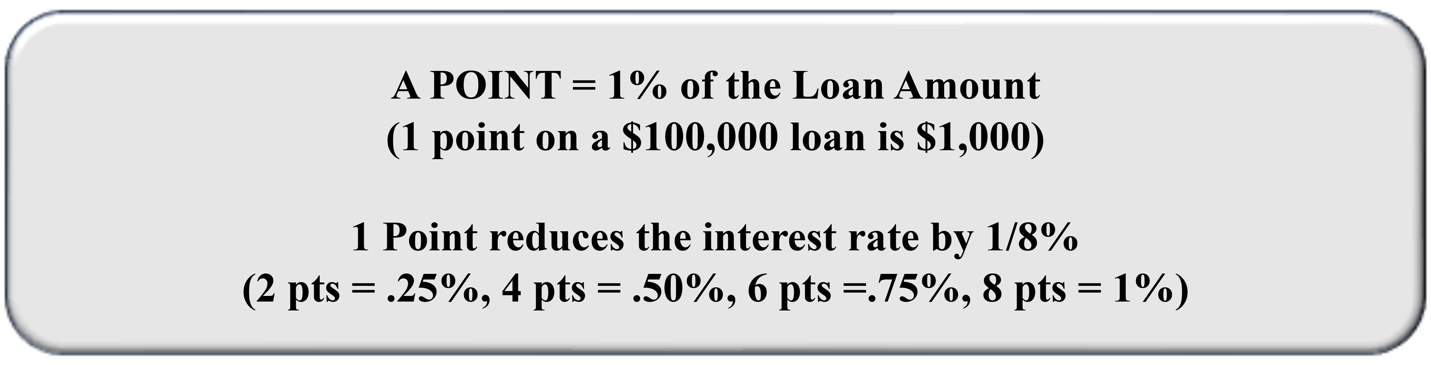 A POINT = 1% of the Loan Amount
(1 point on a $100,000 loan is $1,000)
1 Point reduces the interest rate by 1/8%
(2 pts = .25%, 4 pts = .50%, 6 pts =.75%, 8 pts = 1%)